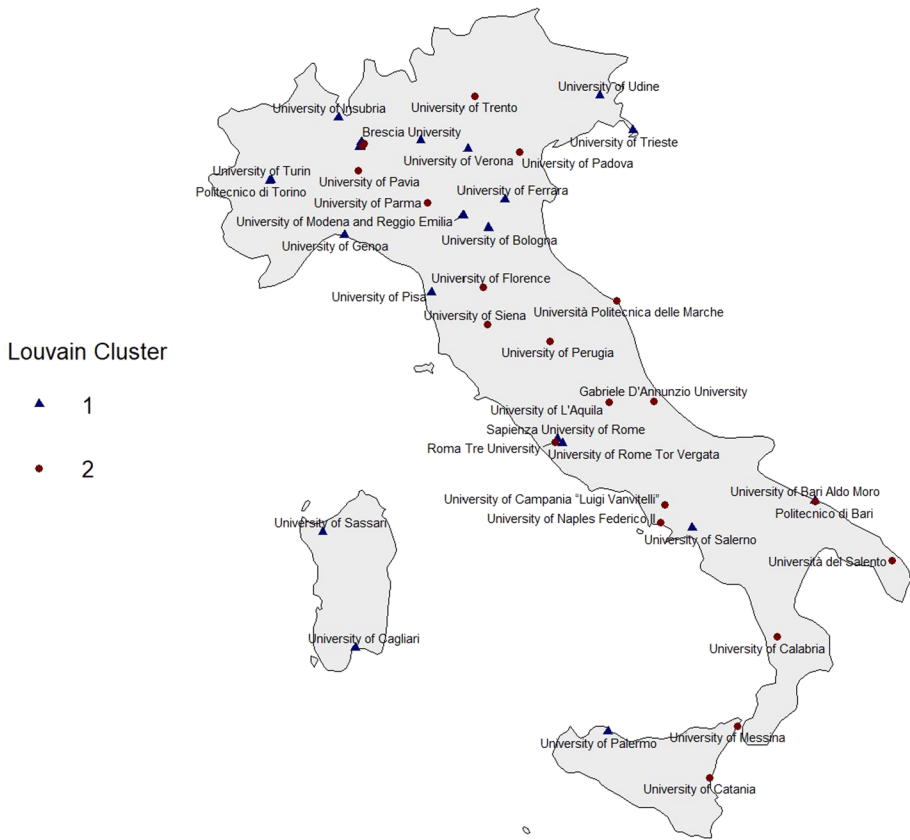 University of Udine
University of Trento
University of Insubria
Brescia University
University of Trieste
University of Verona
University of Padova
University of Turin
University of Pavia
Politecnico di Torino
University of Ferrara
University of Parma
University of Modena and Reggio Emilia
University of Bologna
University of Genoa
University of Florence
University of Pisa
Università Politecnica delle Marche
University of Siena
Louvain Cluster
University of Perugia
Gabriele D'Annunzio University
1
University of L'Aquila
Sapienza University of Rome
Roma Tre University
University of Rome Tor Vergata
2
University of Bari Aldo Moro
University of Campania “Luigi Vanvitelli”
Politecnico di Bari
University of Naples Federico II
University of Sassari
University of Salerno
Università del Salento
University of Cagliari
University of Calabria
University of Messina
University of Palermo
University of Catania